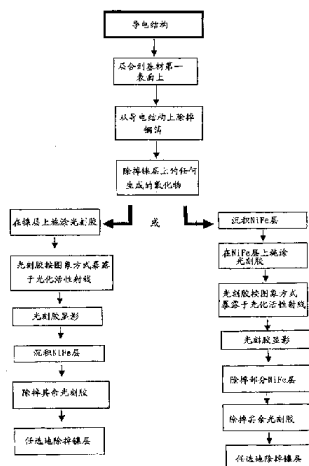 导电结构
层合到基材第一
表面上
从导电结构上除掉
铜箔
除掉镍层上的任何
生成的氧化物
或
在镍层上施涂光刻胶
光刻胶按图象方式暴
露于光化活性射线
光刻胶显影
沉积NiFe层
除掉其余光刻胶
任选地除掉镍层
沉积NiFe层
在NiFe层上施涂
光刻胶
光刻胶按图象方式暴
露于光化活性射线
光刻胶显影
除掉部分NiFe层
除掉其余光刻胶
任选地除掉镍层